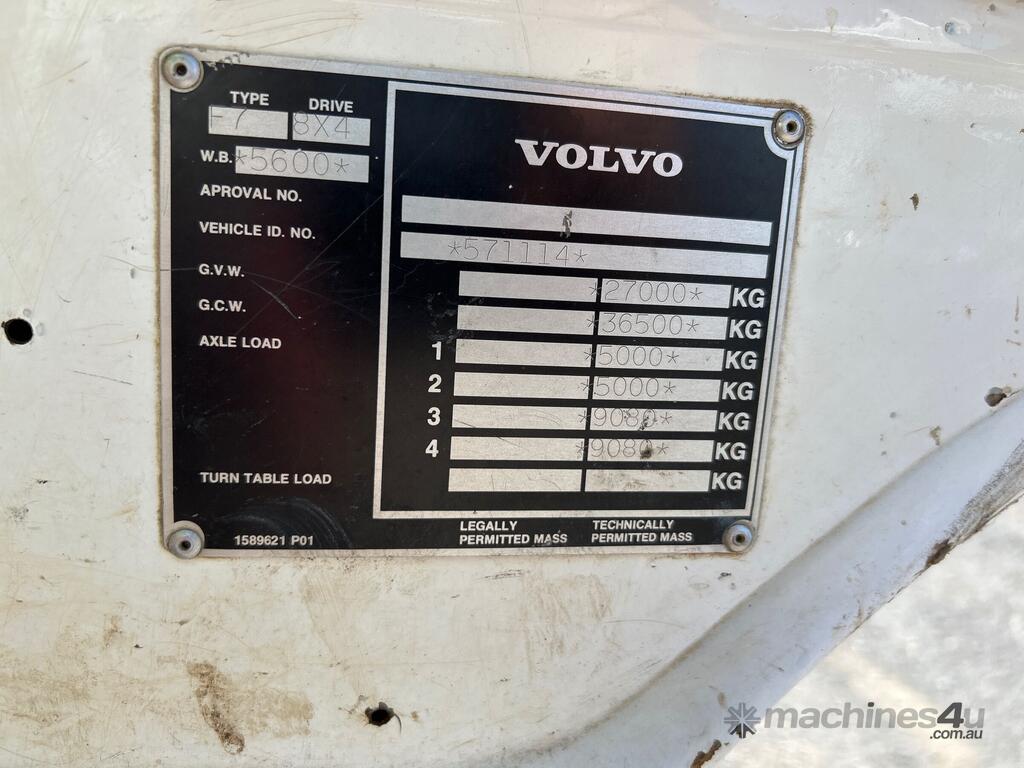 TYPE DRIVE
F7 8X4
VOLVO
W.B. *5600*
APROVAL NO.
VEHICLE ID. NO. *571114*
G.V.W. *27000* KG
G.C.W. *36500* KG
AXLE LOAD 1 *5000* KG
2 *5000* KG
3 *9080* KG
4 *9080* KG
TURN TABLE LOAD KG
LEGALLY TECHNICALLY
1589621 P01 PERMITTED MASS PERMITTED MASS
machines4u
.com.au